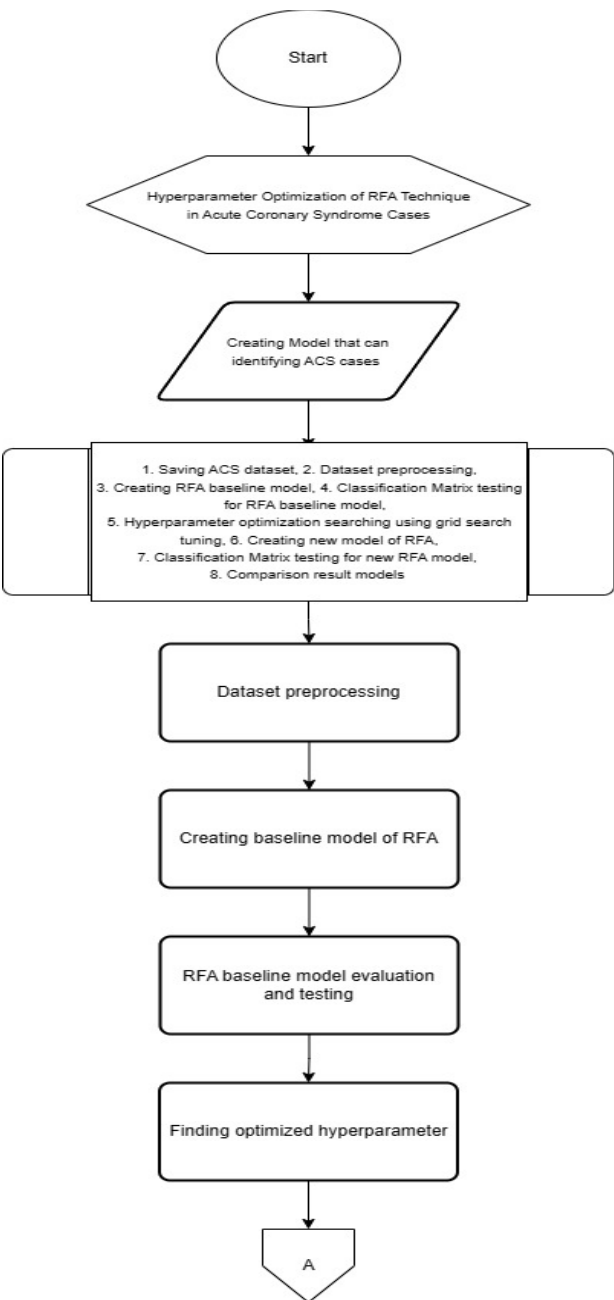 Start
Hyperparameter Optimization of RFA Technique
in Acute Coronary Syndrome Cases
Creating Model that can
identifying ACS cases
1. Saving ACS dataset, 2. Dataset preprocessing,
3. Creating RFA baseline model, 4. Classification Matrix testing
for RFA baseline model,
5. Hyperparameter optimization searching using grid search
tuning, 6. Creating new model of RFA,
7. Classification Matrix testing for new RFA model,
8. Comparison result models
Dataset preprocessing
Creating baseline model of RFA
RFA baseline model evaluation
and testing
Finding optimized hyperparameter
A